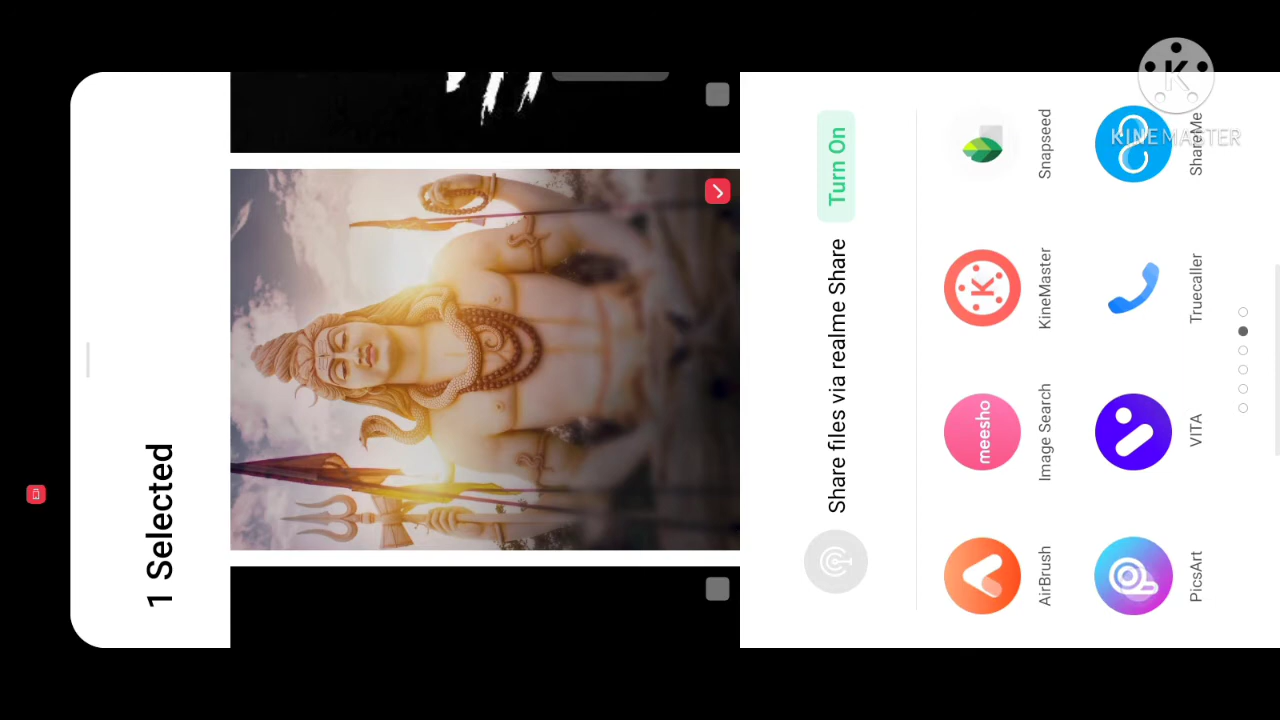 1 Selected
Share files via realme Share
Turn On
AirBrush
meesho
Image Search
KineMaster
Snapseed
PicsArt
VITA
Truecaller
ShareMe
KINEMASTER